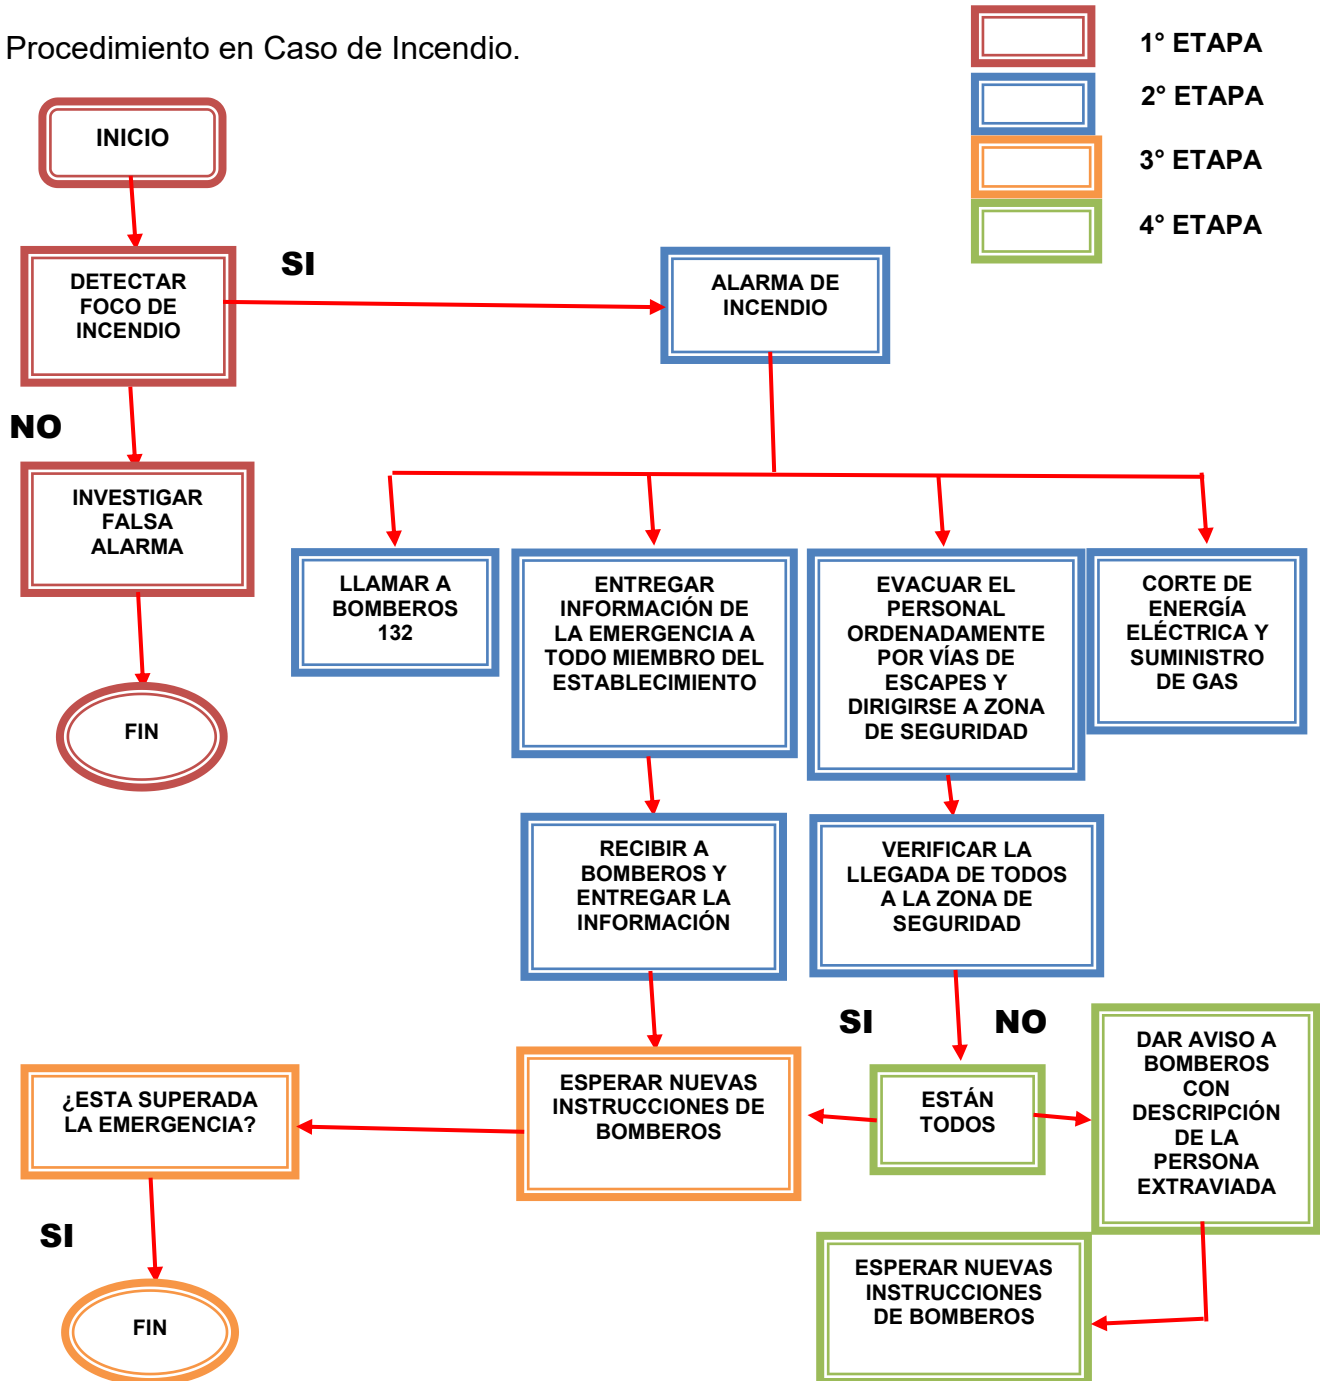 Procedimiento en Caso de Incendio.
1° ETAPA
2° ETAPA
3° ETAPA
4° ETAPA
INICIO
DETECTAR
FOCO DE
INCENDIO
SI
ALARMA DE
INCENDIO
NO
INVESTIGAR
FALSA
ALARMA
FIN
LLAMAR A
BOMBEROS
132
ENTREGAR
INFORMACIÓN DE
LA EMERGENCIA A
TODO MIEMBRO DEL
ESTABLECIMIENTO
EVACUAR EL
PERSONAL
ORDENADAMENTE
POR VÍAS DE
ESCAPES Y
DIRIGIRSE A ZONA
DE SEGURIDAD
CORTE DE
ENERGÍA
ELÉCTRICA Y
SUMINISTRO
DE GAS
RECIBIR A
BOMBEROS Y
ENTREGAR LA
INFORMACIÓN
VERIFICAR LA
LLEGADA DE TODOS
A LA ZONA DE
SEGURIDAD
SI
NO
¿ESTA SUPERADA
LA EMERGENCIA?
ESPERAR NUEVAS
INSTRUCCIONES DE
BOMBEROS
ESTÁN
TODOS
DAR AVISO A
BOMBEROS
CON
DESCRIPCIÓN
DE LA
PERSONA
EXTRAVIADA
SI
FIN
ESPERAR NUEVAS
INSTRUCCIONES
DE BOMBEROS